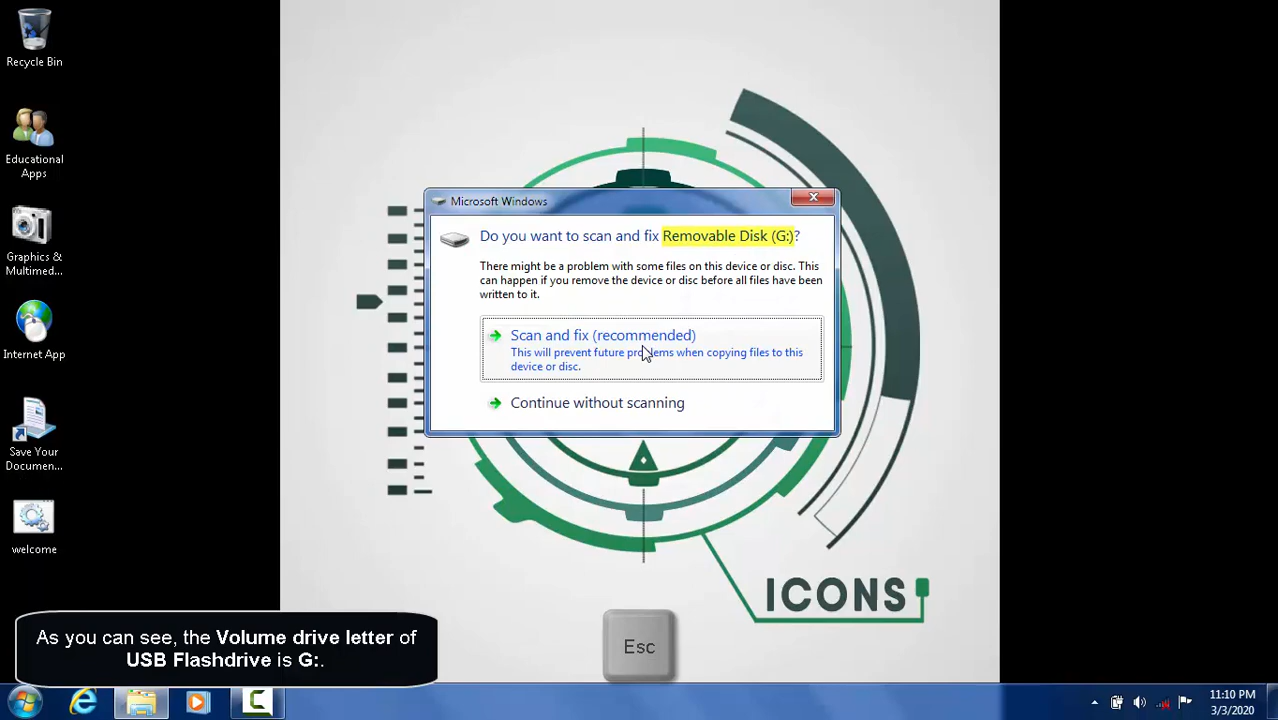 Recycle Bin
Educational
Apps
Graphics &
Multimed...
Internet App
Save Your
Documen...
welcome
Microsoft Windows
Do you want to scan and fix Removable Disk (G:)?
There might be a problem with some files on this device or disc. This
can happen if you remove the device or disc before all files have been
written to it.
Scan and fix (recommended)
This will prevent future problems when copying files to this
device or disc.
Continue without scanning
ICONS
As you can see, the Volume drive letter of
USB Flashdrive is G:.
Esc
11:10 PM
3/3/2020